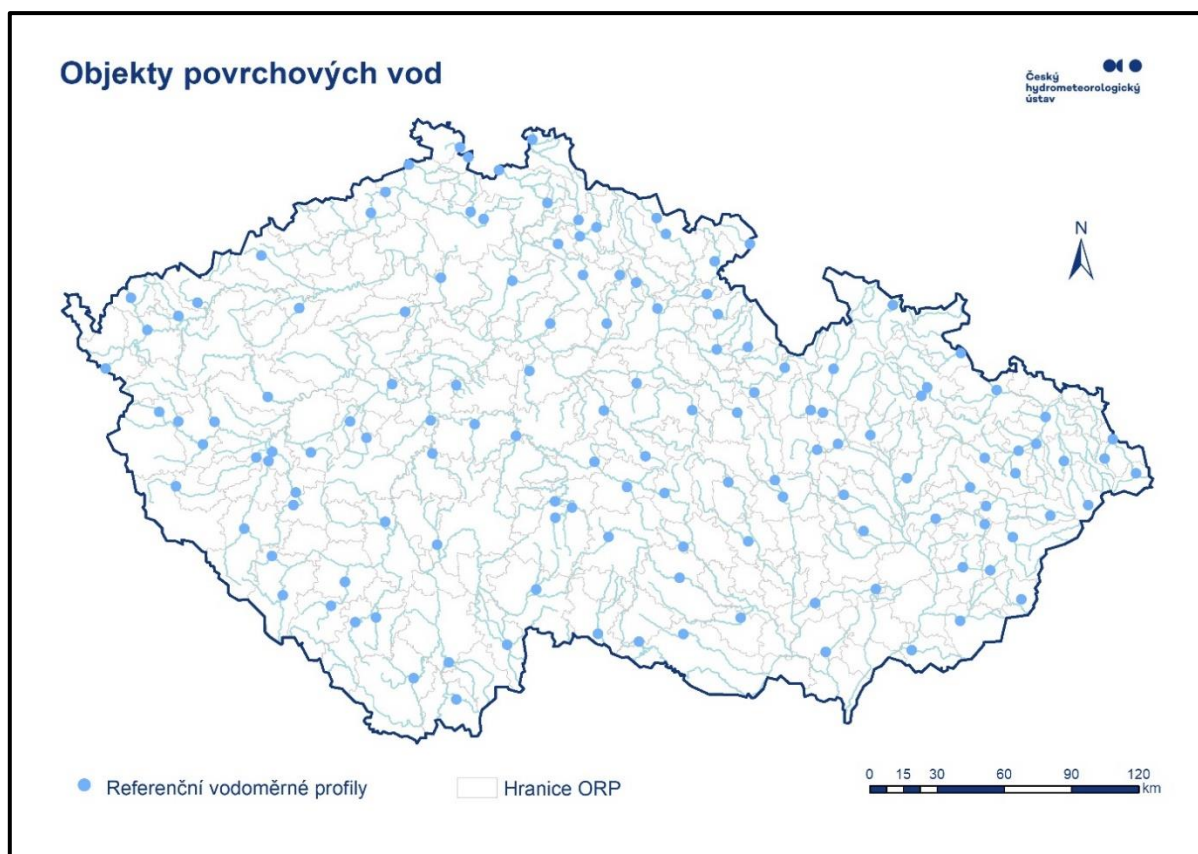 Objekty povrchových vod
Český
hydrometeorologický
ústav
N
Referenční vodoměrné profily
Hranice ORP
0 15 30 60 90 120
km